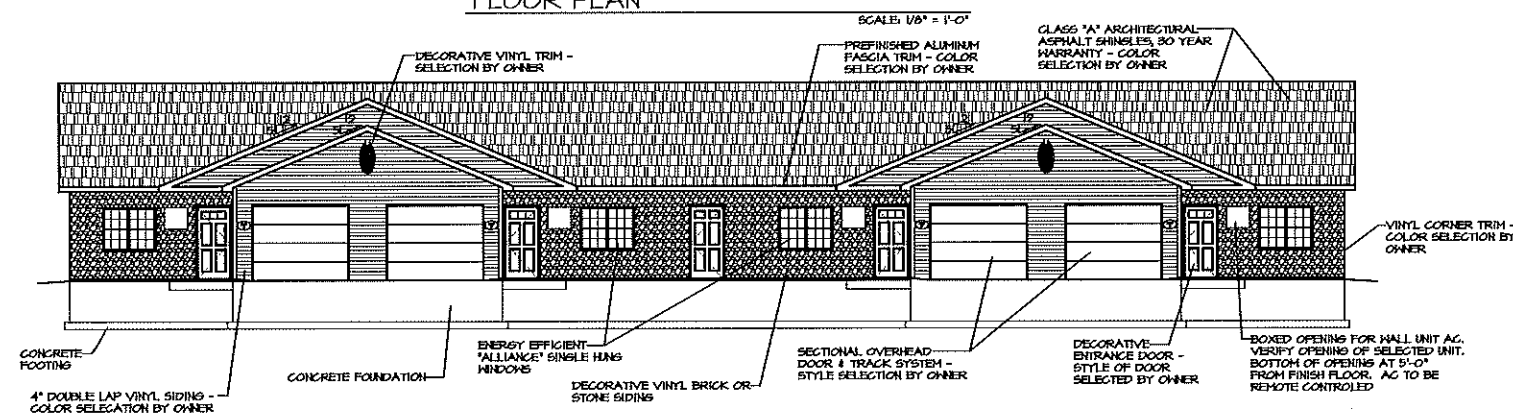 FLOOR PLAN
SCALE: 1/8" = 1'-0"
DECORATIVE VINYL TRIM -
SELECTION BY OWNER
PREFINISHED ALUMINUM
FASCIA TRIM - COLOR
SELECTION BY OWNER
CLASS "A" ARCHITECTURAL
ASPHALT SHINGLES, 30 YEAR
WARRANTY - COLOR
SELECTION BY OWNER
12
12
12
12
VINYL CORNER TRIM -
COLOR SELECTION BY
OWNER
CONCRETE
FOOTING
4" DOUBLE LAP VINYL SIDING -
COLOR SELECATION BY OWNER
CONCRETE FOUNDATION
ENERGY EFFICIENT
"ALLIANCE" SINGLE HUNG
WINDOWS
DECORATIVE VINYL BRICK OR
STONE SIDING
SECTIONAL OVERHEAD
DOOR & TRACK SYSTEM -
STYLE SELECTION BY OWNER
DECORATIVE
ENTRANCE DOOR -
STYLE OF DOOR
SELECTED BY OWNER
BOXED OPENING FOR WALL UNIT AC.
VERIFY OPENING OF SELECTED UNIT.
BOTTOM OF OPENING AT 5'-0"
FROM FINISH FLOOR. AC TO BE
REMOTE CONTROLED